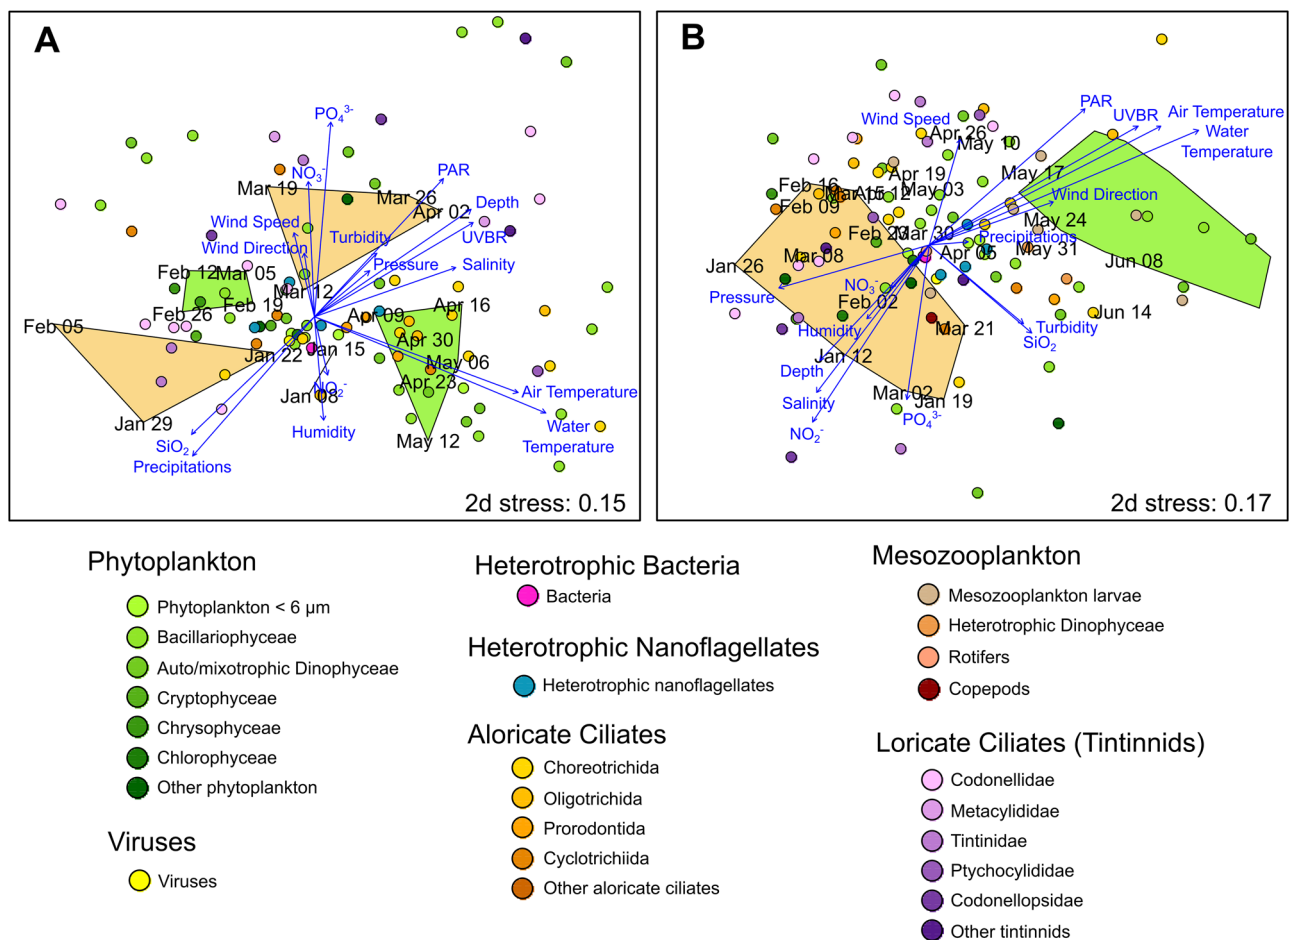 A
PO₄³⁻
NO₃⁻
PAR
Mar 19
Mar 26
Depth
Apr 02
Wind Speed
Turbidity
UVBR
Wind Direction
Pressure
Salinity
Feb 12
Mar 05
Mar 12
Feb 19
Feb 26
Apr 09
Apr 16
Feb 05
Apr 30
Jan 22
Jan 15
May 06
Apr 23
NO₂⁻
Jan 08
Air Temperature
Jan 29
Humidity
Water
Temperature
May 12
SiO₂
Precipitations
2d stress: 0.15
B
PAR
UVBR
Air Temperature
Wind Speed
Apr 26
Water
Temperature
May 10
Apr 19
May 17
Feb 16
Mar 15
Apr 12
May 03
Wind Direction
Feb 09
May 24
Feb 23
Mar 30
Precipitations
Mar 08
Apr 05
May 31
Jan 26
Jun 08
NO₃⁻
Pressure
Feb 02
Jun 14
Humidity
Mar 21
Turbidity
SiO₂
Jan 12
Depth
Mar 02
Jan 19
Salinity
PO₄³⁻
NO₂⁻
2d stress: 0.17
Phytoplankton
Phytoplankton < 6 µm
Bacillariophyceae
Auto/mixotrophic Dinophyceae
Cryptophyceae
Chrysophyceae
Chlorophyceae
Other phytoplankton
Viruses
Viruses
Heterotrophic Bacteria
Bacteria
Heterotrophic Nanoflagellates
Heterotrophic nanoflagellates
Aloricate Ciliates
Choreotrichida
Oligotrichida
Prorodontida
Cyclotrichiida
Other aloricate ciliates
Mesozooplankton
Mesozooplankton larvae
Heterotrophic Dinophyceae
Rotifers
Copepods
Loricate Ciliates (Tintinnids)
Codonellidae
Metacylididae
Tintinidae
Ptychocylididae
Codonellopsidae
Other tintinnids